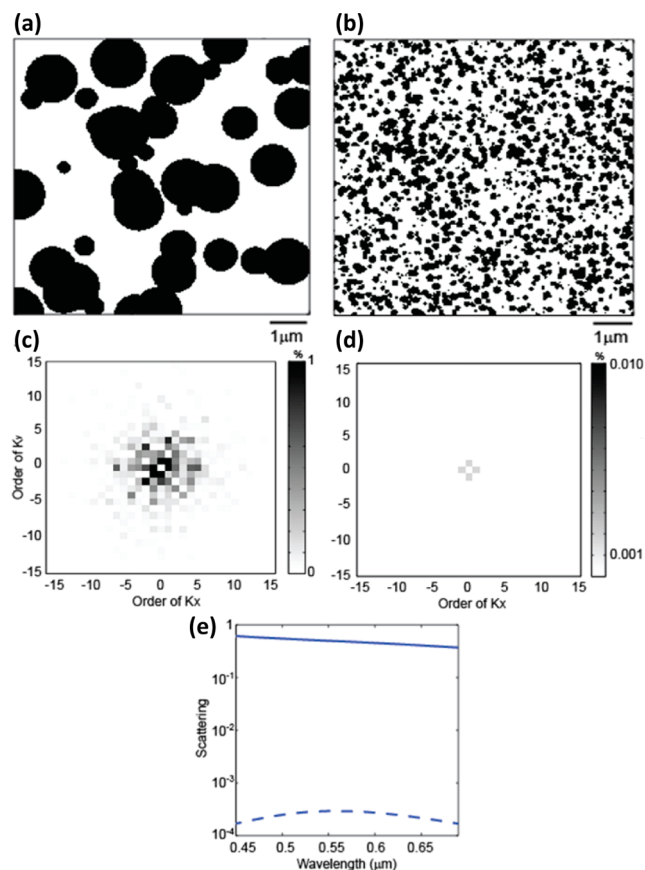 (a)
(b)
1μm
1μm
(c)
(d)
15
10
5
0
-5
-10
-15
Order of Kʏ
-15 -10 -5 0 5 10 15
Order of Kx
%
1
0
15
10
5
0
-5
-10
-15
-15 -10 -5 0 5 10 15
Order of Kx
%
0.010
0.001
(e)
1
10⁻¹
10⁻²
10⁻³
10⁻⁴
Scattering
0.45 0.5 0.55 0.6 0.65
Wavelength (μm)